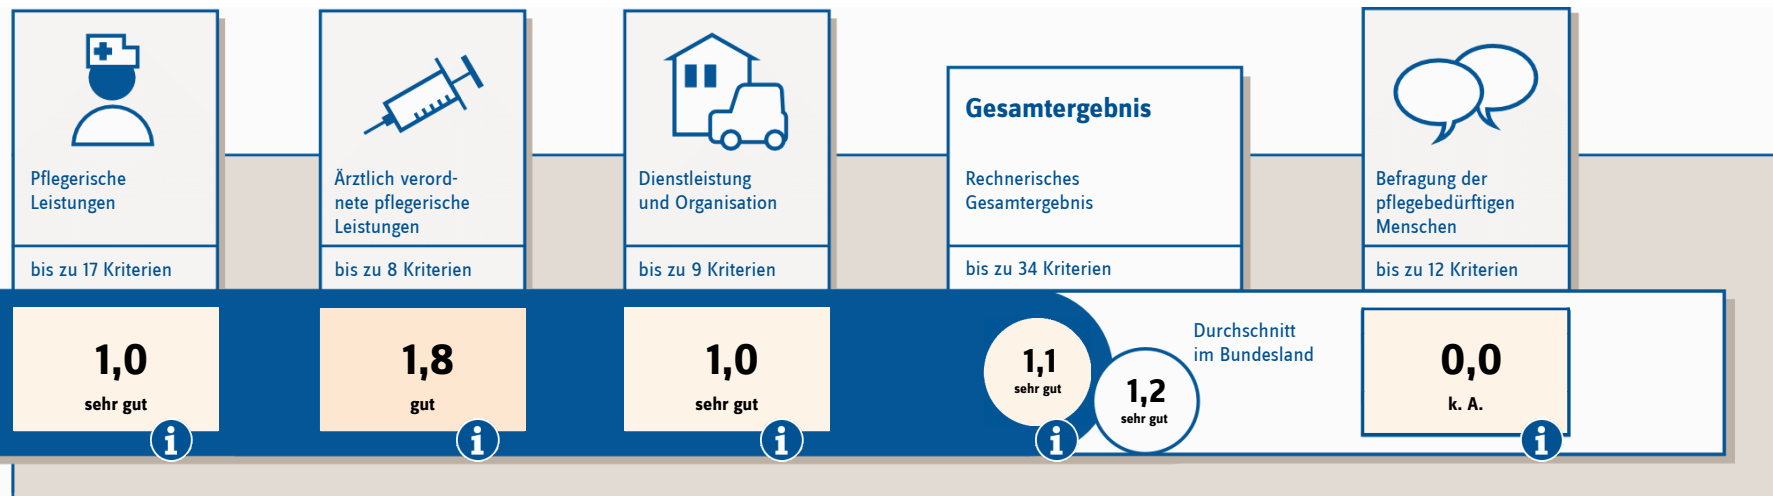 Pflegerische
Leistungen
bis zu 17 Kriterien
1,0
sehr gut
i
Ärztlich verord-
nete pflegerische
Leistungen
bis zu 8 Kriterien
1,8
gut
i
Dienstleistung
und Organisation
bis zu 9 Kriterien
1,0
sehr gut
i
Gesamtergebnis
Rechnerisches
Gesamtergebnis
bis zu 34 Kriterien
1,1
sehr gut
i
1,2
sehr gut
Durchschnitt
im Bundesland
Befragung der
pflegebedürftigen
Menschen
bis zu 12 Kriterien
0,0
k. A.
i